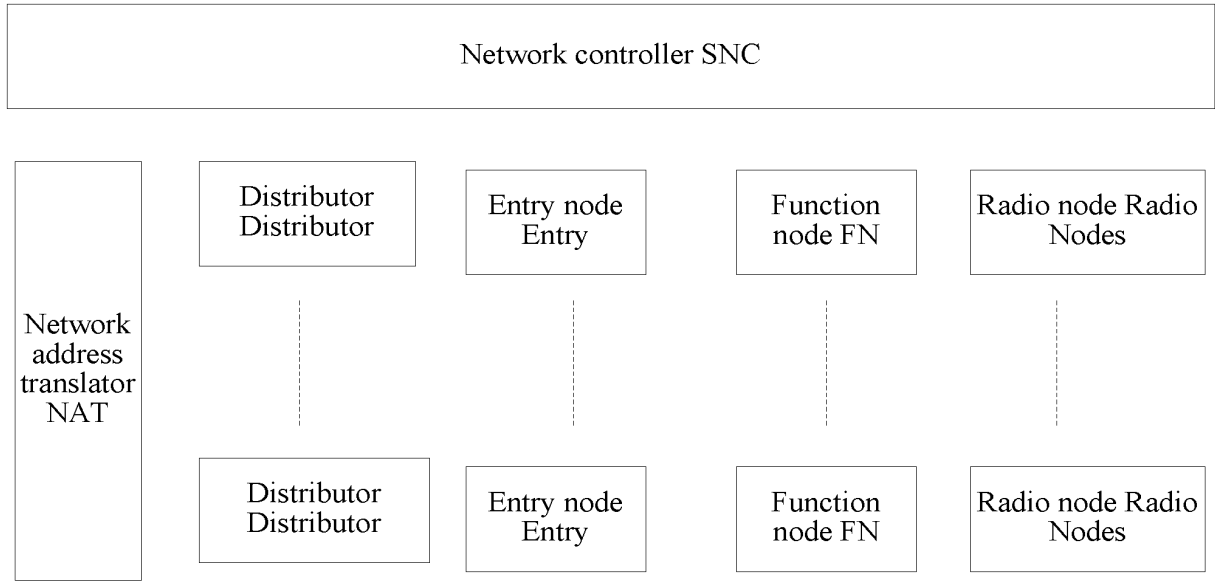 Network controller SNC
Network
address
translator
NAT
Distributor
Distributor
Entry node
Entry
Function
node FN
Radio node Radio
Nodes
Distributor
Distributor
Entry node
Entry
Function
node FN
Radio node Radio
Nodes